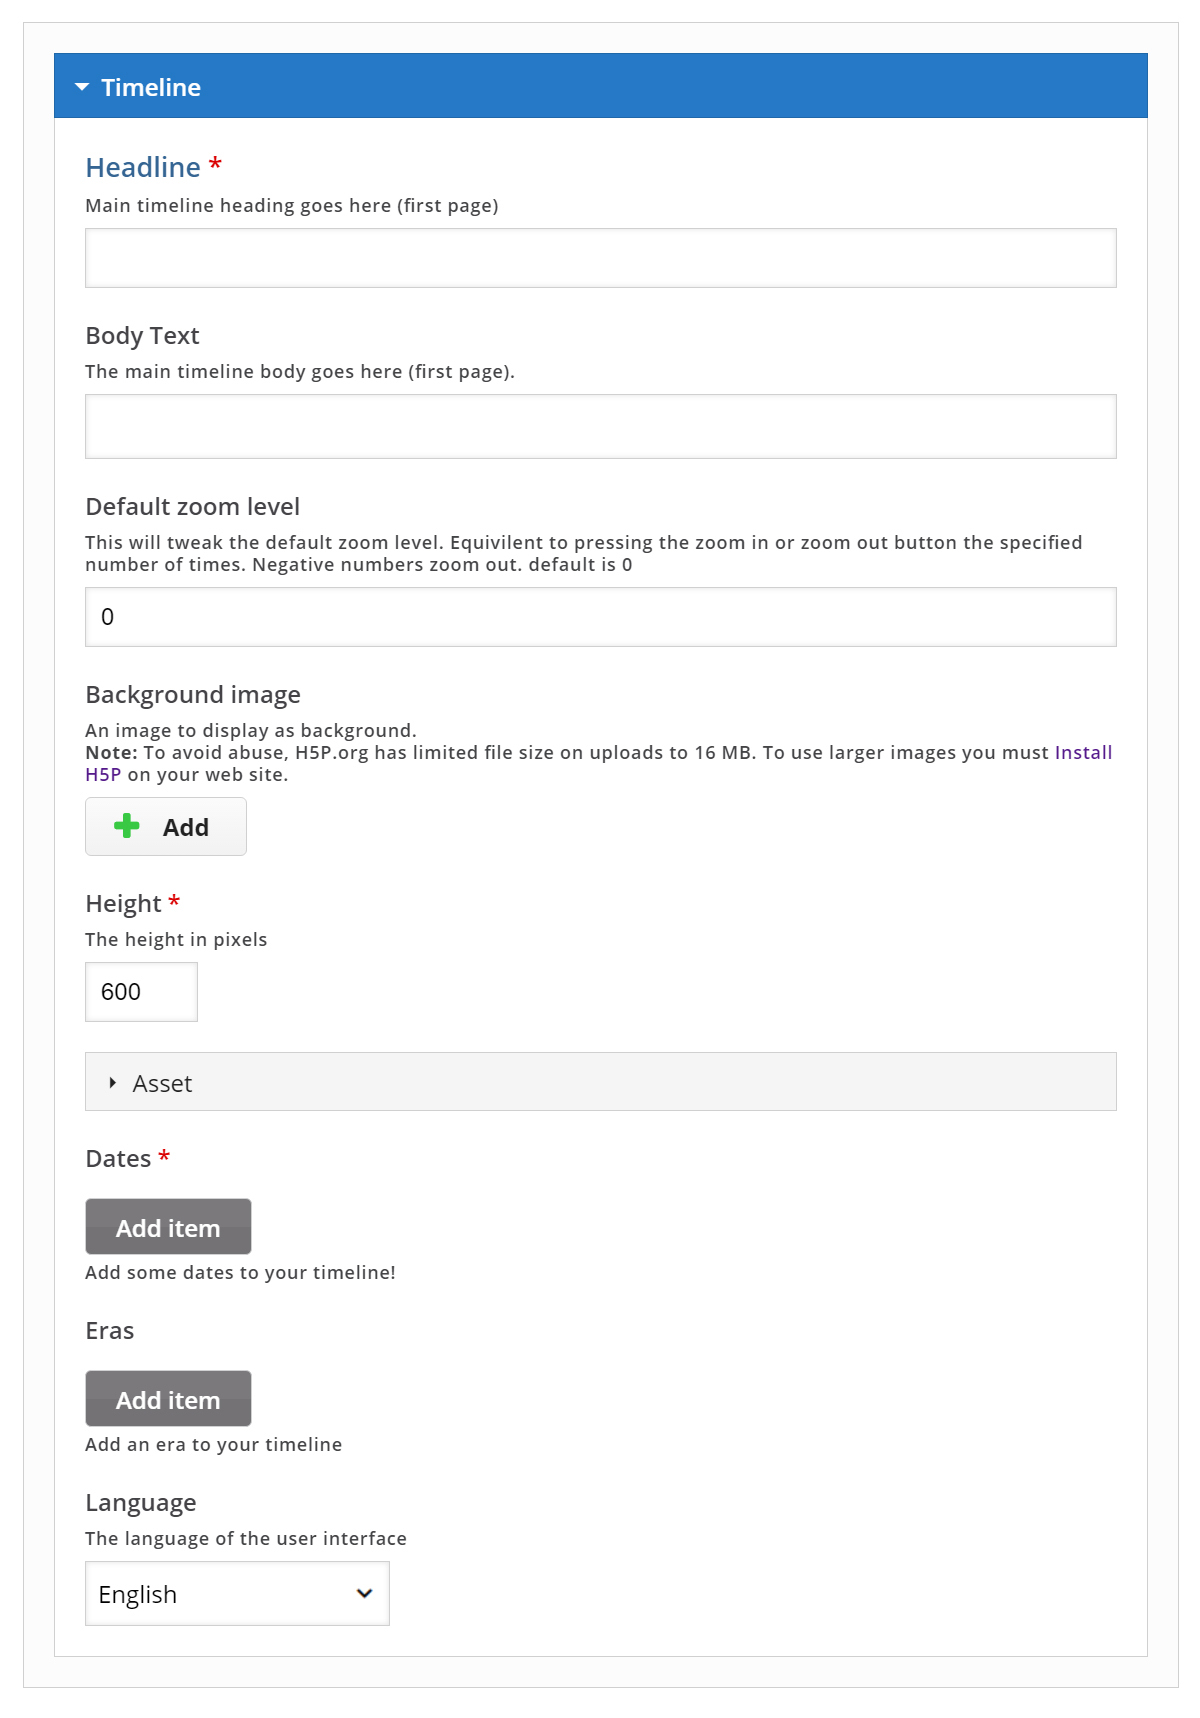 Timeline
Headline *
Main timeline heading goes here (first page)
Body Text
The main timeline body goes here (first page).
Default zoom level
This will tweak the default zoom level. Equivilent to pressing the zoom in or zoom out button the specified
number of times. Negative numbers zoom out. default is 0
0
Background image
An image to display as background.
Note: To avoid abuse, H5P.org has limited file size on uploads to 16 MB. To use larger images you must Install
H5P on your web site.
Add
Height *
The height in pixels
600
Asset
Dates *
Add item
Add some dates to your timeline!
Eras
Add item
Add an era to your timeline
Language
The language of the user interface
English